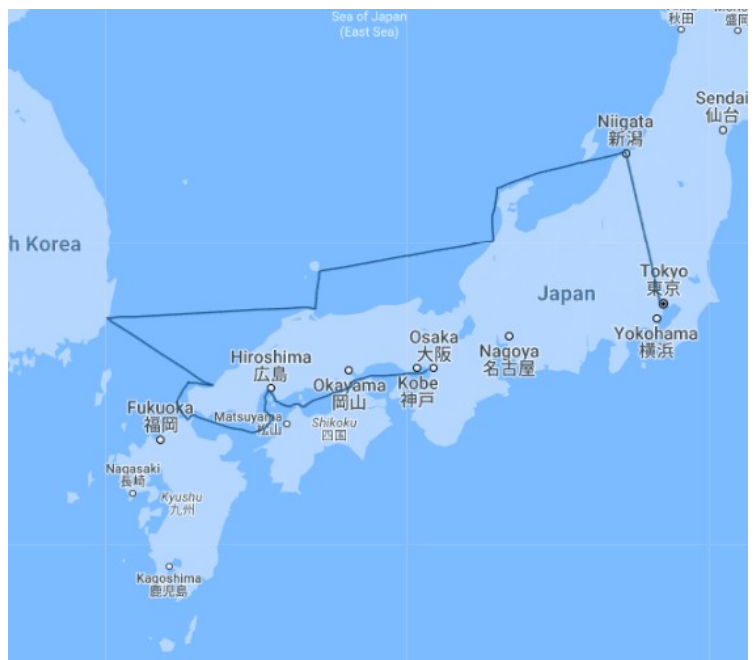 Sea of Japan
(East Sea)
秋田
盛岡
Sendai
仙台
Niigata
新潟
h Korea
Tokyo
東京
Japan
Yokohama
横浜
Osaka
大阪
Nagoya
名古屋
Hiroshima
広島
Okayama
岡山
Kobe
神戸
Fukuoka
福岡
Matsuyama
松山
Shikoku
四国
Nagasaki
長崎
Kyushu
九州
Kagoshima
鹿児島